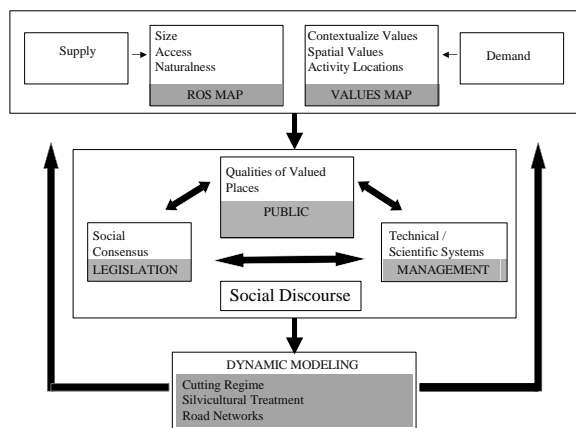 Supply
Size
Access
Naturalness
ROS MAP
Contextualize Values
Spatial Values
Activity Locations
VALUES MAP
Demand
Qualities of Valued
Places
PUBLIC
Social
Consensus
LEGISLATION
Technical /
Scientific Systems
MANAGEMENT
Social Discourse
DYNAMIC MODELING
Cutting Regime
Silvicultural Treatment
Road Networks